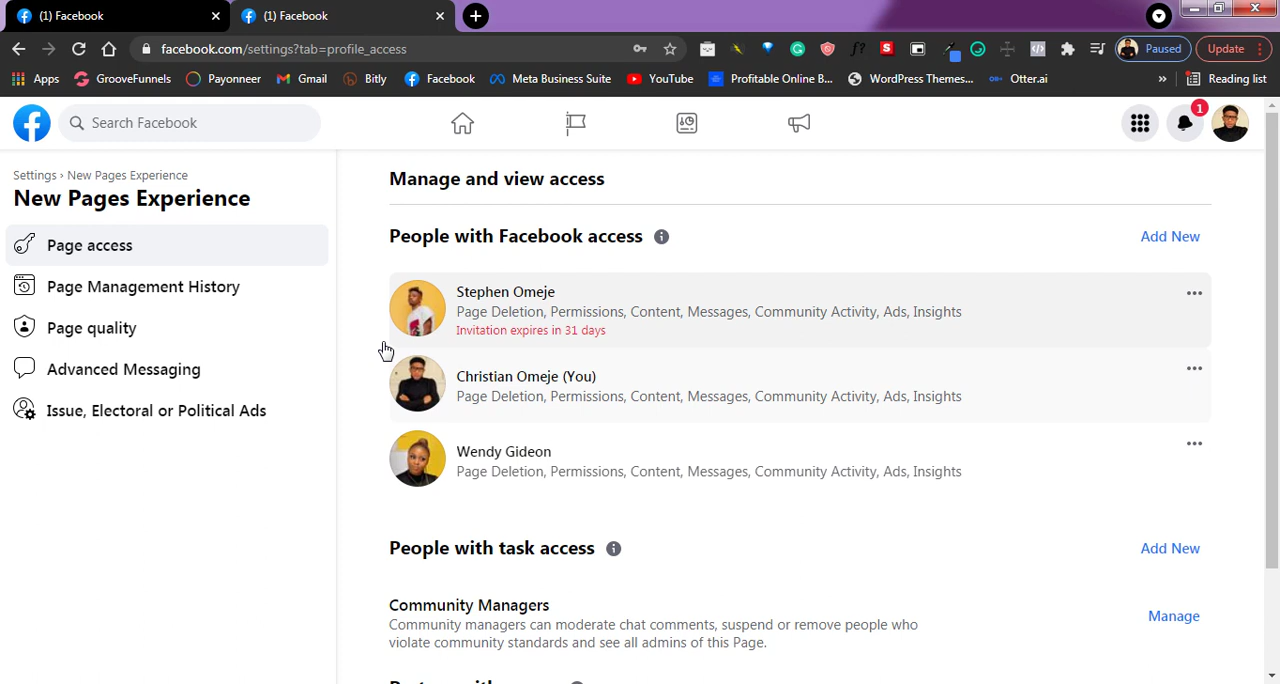 (1) Facebook
(1) Facebook
facebook.com/settings?tab=profile_access
Paused
Update
Apps
GrooveFunnels
Payonneer
Gmail
Bitly
Facebook
Meta Business Suite
YouTube
Profitable Online B...
WordPress Themes...
Otter.ai
»
Reading list
Search Facebook
1
Settings › New Pages Experience
New Pages Experience
Page access
Page Management History
Page quality
Advanced Messaging
Issue, Electoral or Political Ads
Manage and view access
People with Facebook access
Add New
Stephen Omeje
Page Deletion, Permissions, Content, Messages, Community Activity, Ads, Insights
Invitation expires in 31 days
Christian Omeje (You)
Page Deletion, Permissions, Content, Messages, Community Activity, Ads, Insights
Wendy Gideon
Page Deletion, Permissions, Content, Messages, Community Activity, Ads, Insights
People with task access
Add New
Community Managers
Community managers can moderate chat comments, suspend or remove people who
violate community standards and see all admins of this Page.
Manage